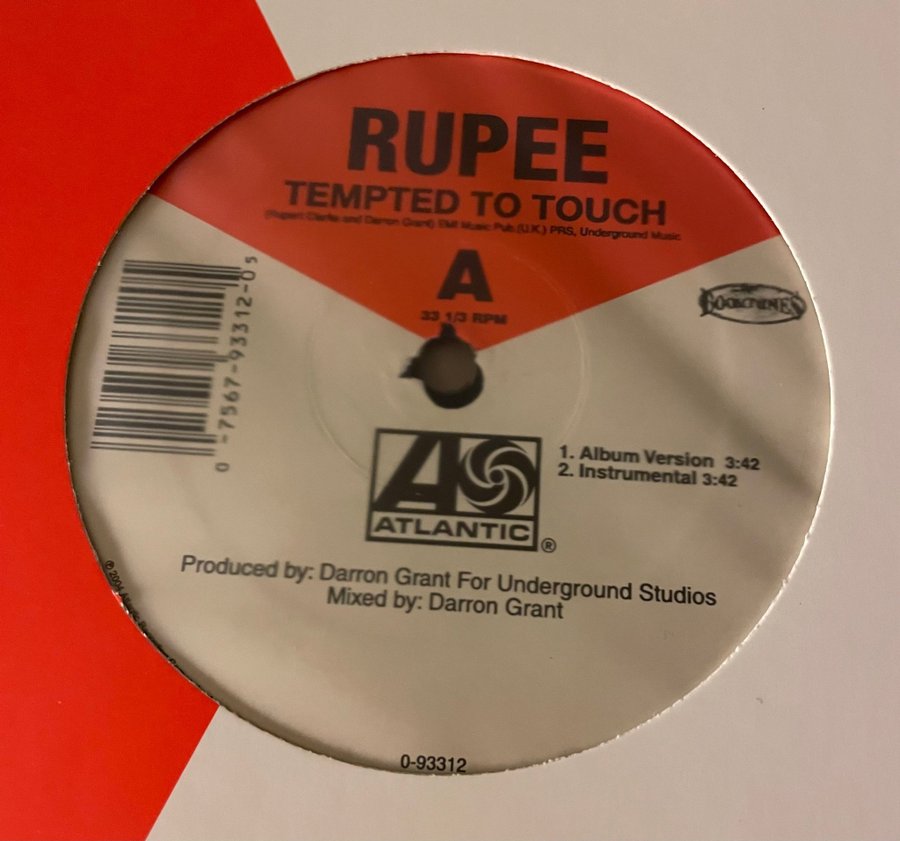 RUPEE
TEMPTED TO TOUCH
(Rupert Clarke and Darron Grant) EMI Music Pub.(U.K.) PRS, Underground Music
A
33 1/3 RPM
0 -7567-93312-0 5
1. Album Version 3:42
2. Instrumental 3:42
ATLANTIC
®
Produced by: Darron Grant For Underground Studios
Mixed by: Darron Grant
℗ 2004
0-93312